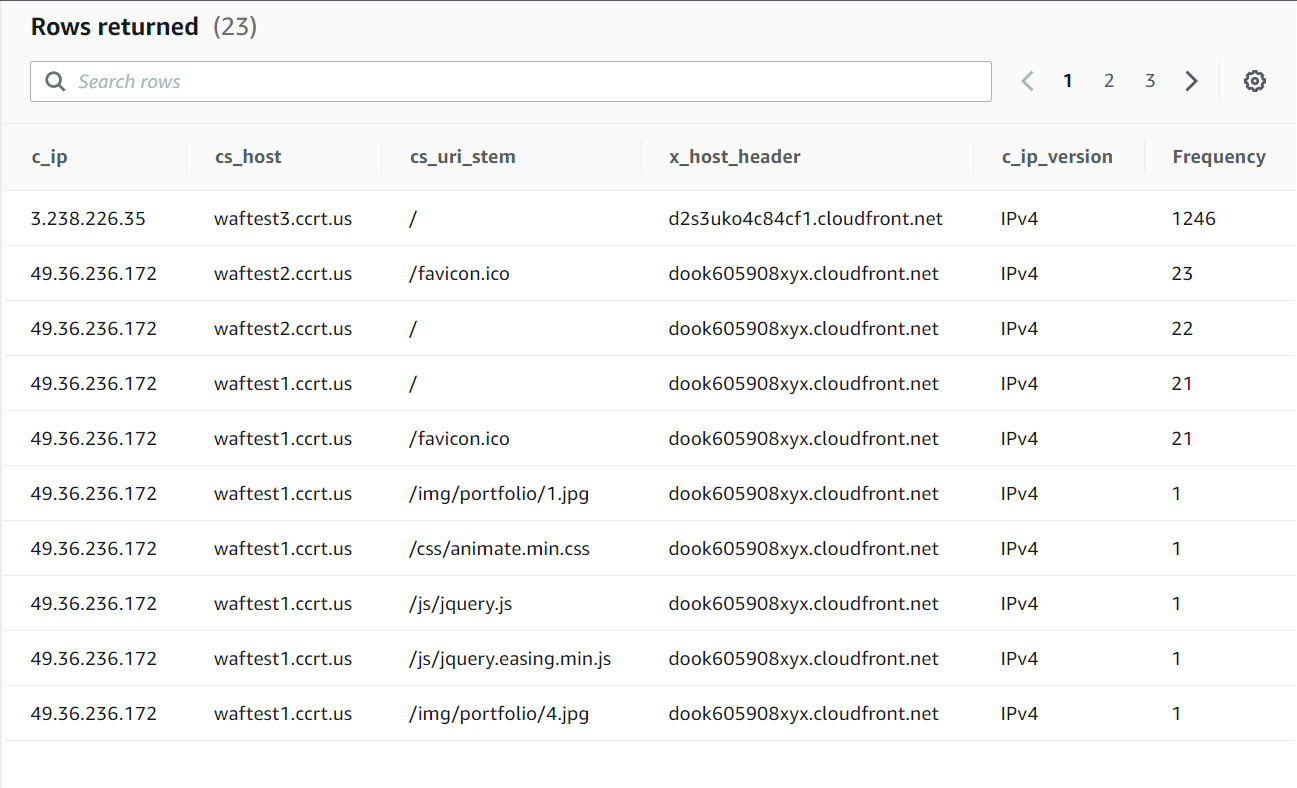 Rows returned (23)
Search rows
1 2 3
c_ip cs_host cs_uri_stem x_host_header c_ip_version Frequency
3.238.226.35 waftest3.ccrt.us / d2s3uko4c84cf1.cloudfront.net IPv4 1246
49.36.236.172 waftest2.ccrt.us /favicon.ico dook605908xyx.cloudfront.net IPv4 23
49.36.236.172 waftest2.ccrt.us / dook605908xyx.cloudfront.net IPv4 22
49.36.236.172 waftest1.ccrt.us / dook605908xyx.cloudfront.net IPv4 21
49.36.236.172 waftest1.ccrt.us /favicon.ico dook605908xyx.cloudfront.net IPv4 21
49.36.236.172 waftest1.ccrt.us /img/portfolio/1.jpg dook605908xyx.cloudfront.net IPv4 1
49.36.236.172 waftest1.ccrt.us /css/animate.min.css dook605908xyx.cloudfront.net IPv4 1
49.36.236.172 waftest1.ccrt.us /js/jquery.js dook605908xyx.cloudfront.net IPv4 1
49.36.236.172 waftest1.ccrt.us /js/jquery.easing.min.js dook605908xyx.cloudfront.net IPv4 1
49.36.236.172 waftest1.ccrt.us /img/portfolio/4.jpg dook605908xyx.cloudfront.net IPv4 1